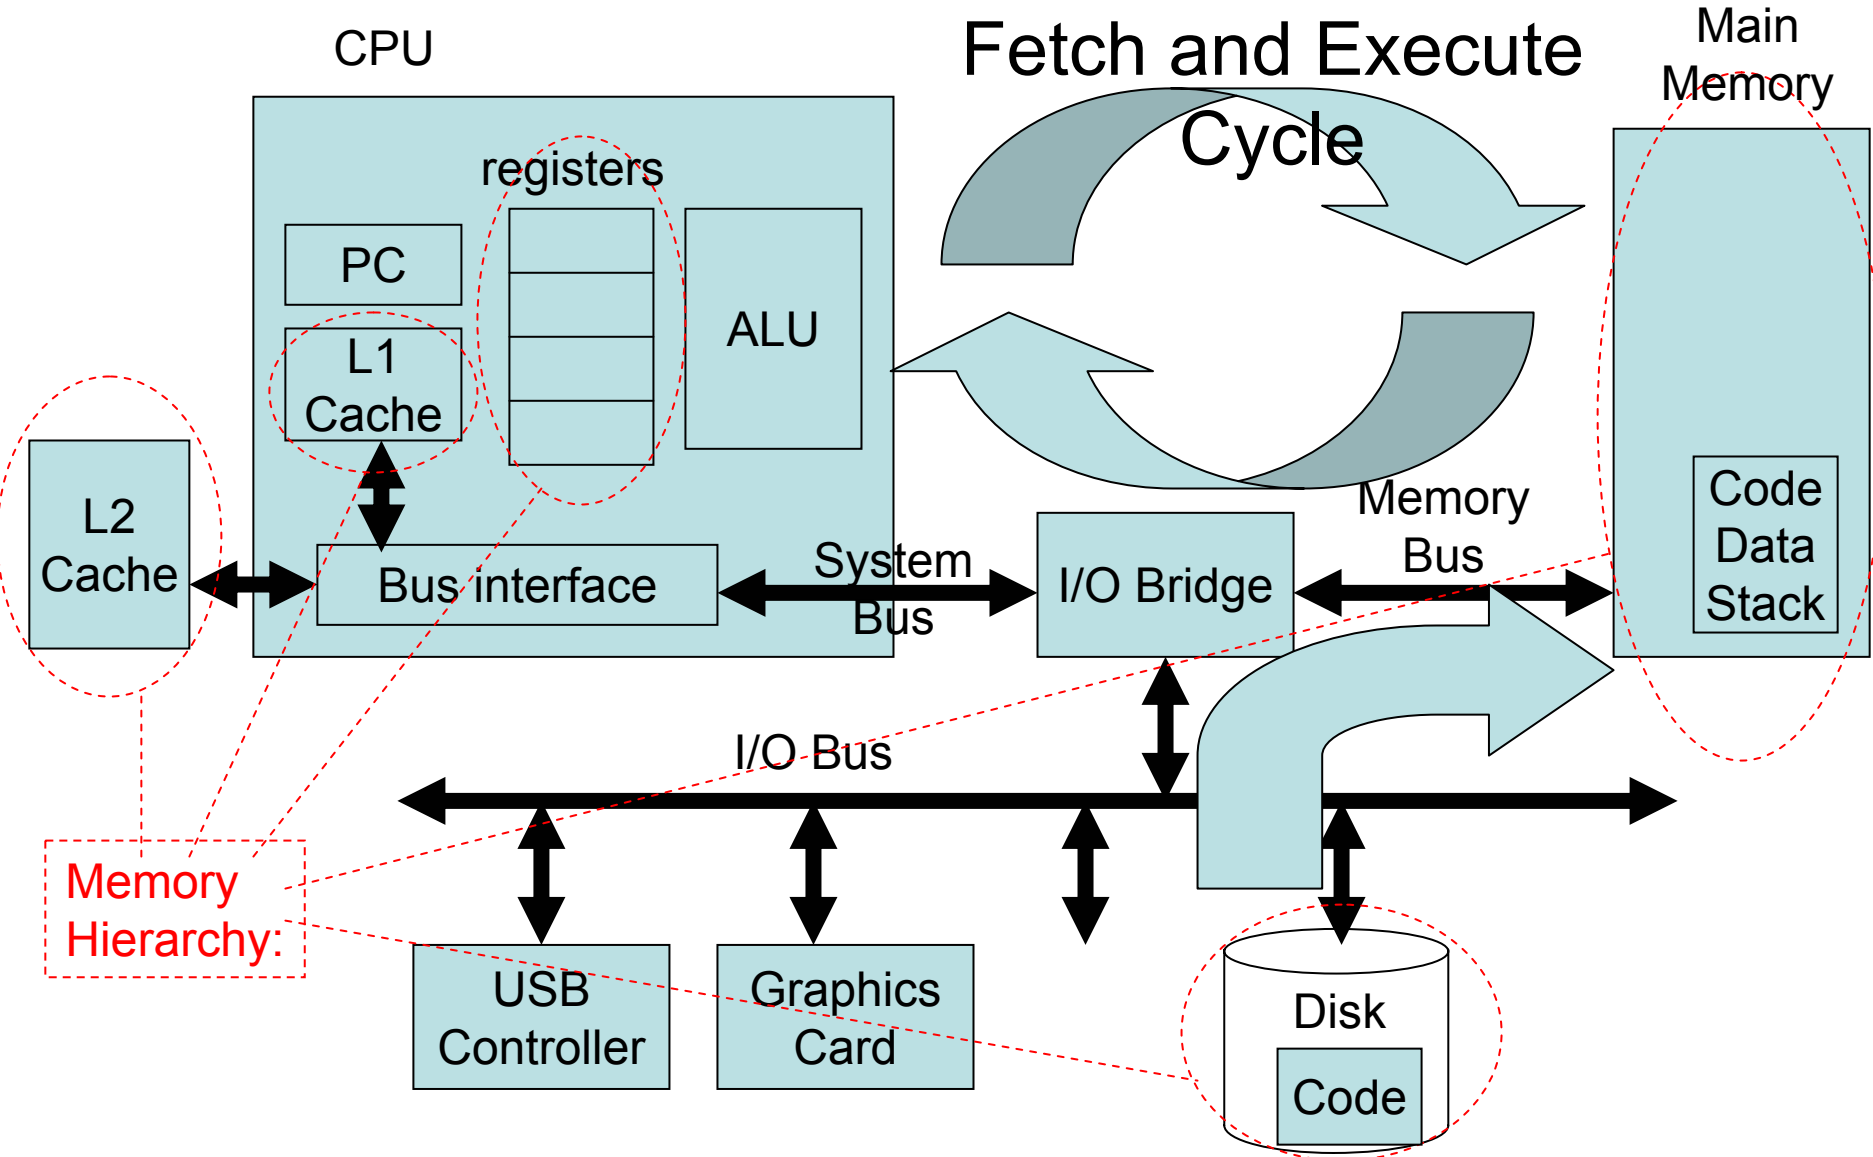 CPU
Fetch and Execute
Cycle
Main
Memory
registers
PC
ALU
L1
Cache
L2
Cache
Bus interface
System
Bus
I/O Bridge
Memory
Bus
Code
Data
Stack
I/O Bus
Memory
Hierarchy:
USB
Controller
Graphics
Card
Disk
Code